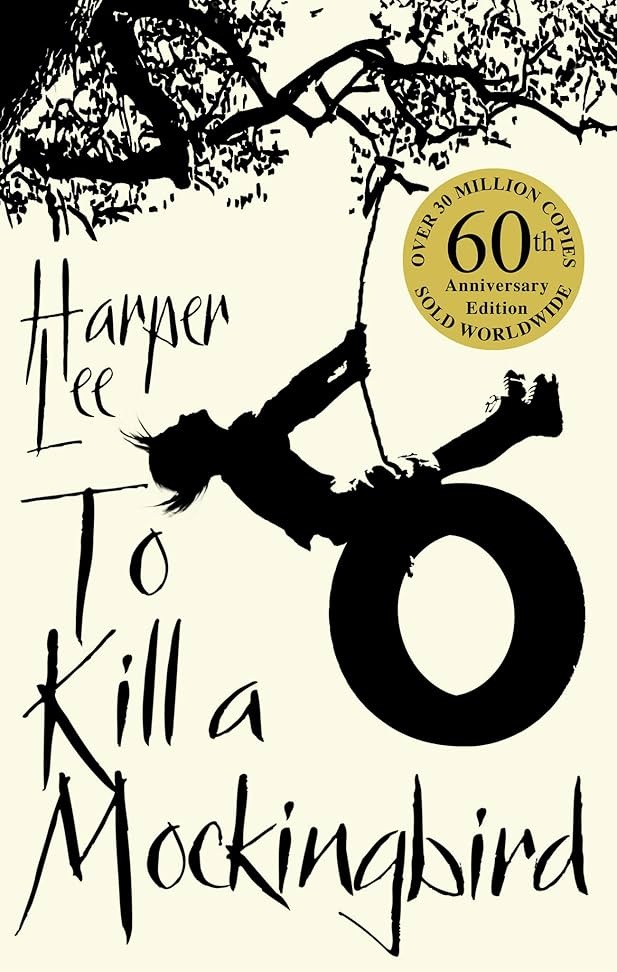 Harper
Lee
To
Kill a
Mockingbird
OVER 30 MILLION COPIES
60th
Anniversary
Edition
SOLD WORLDWIDE